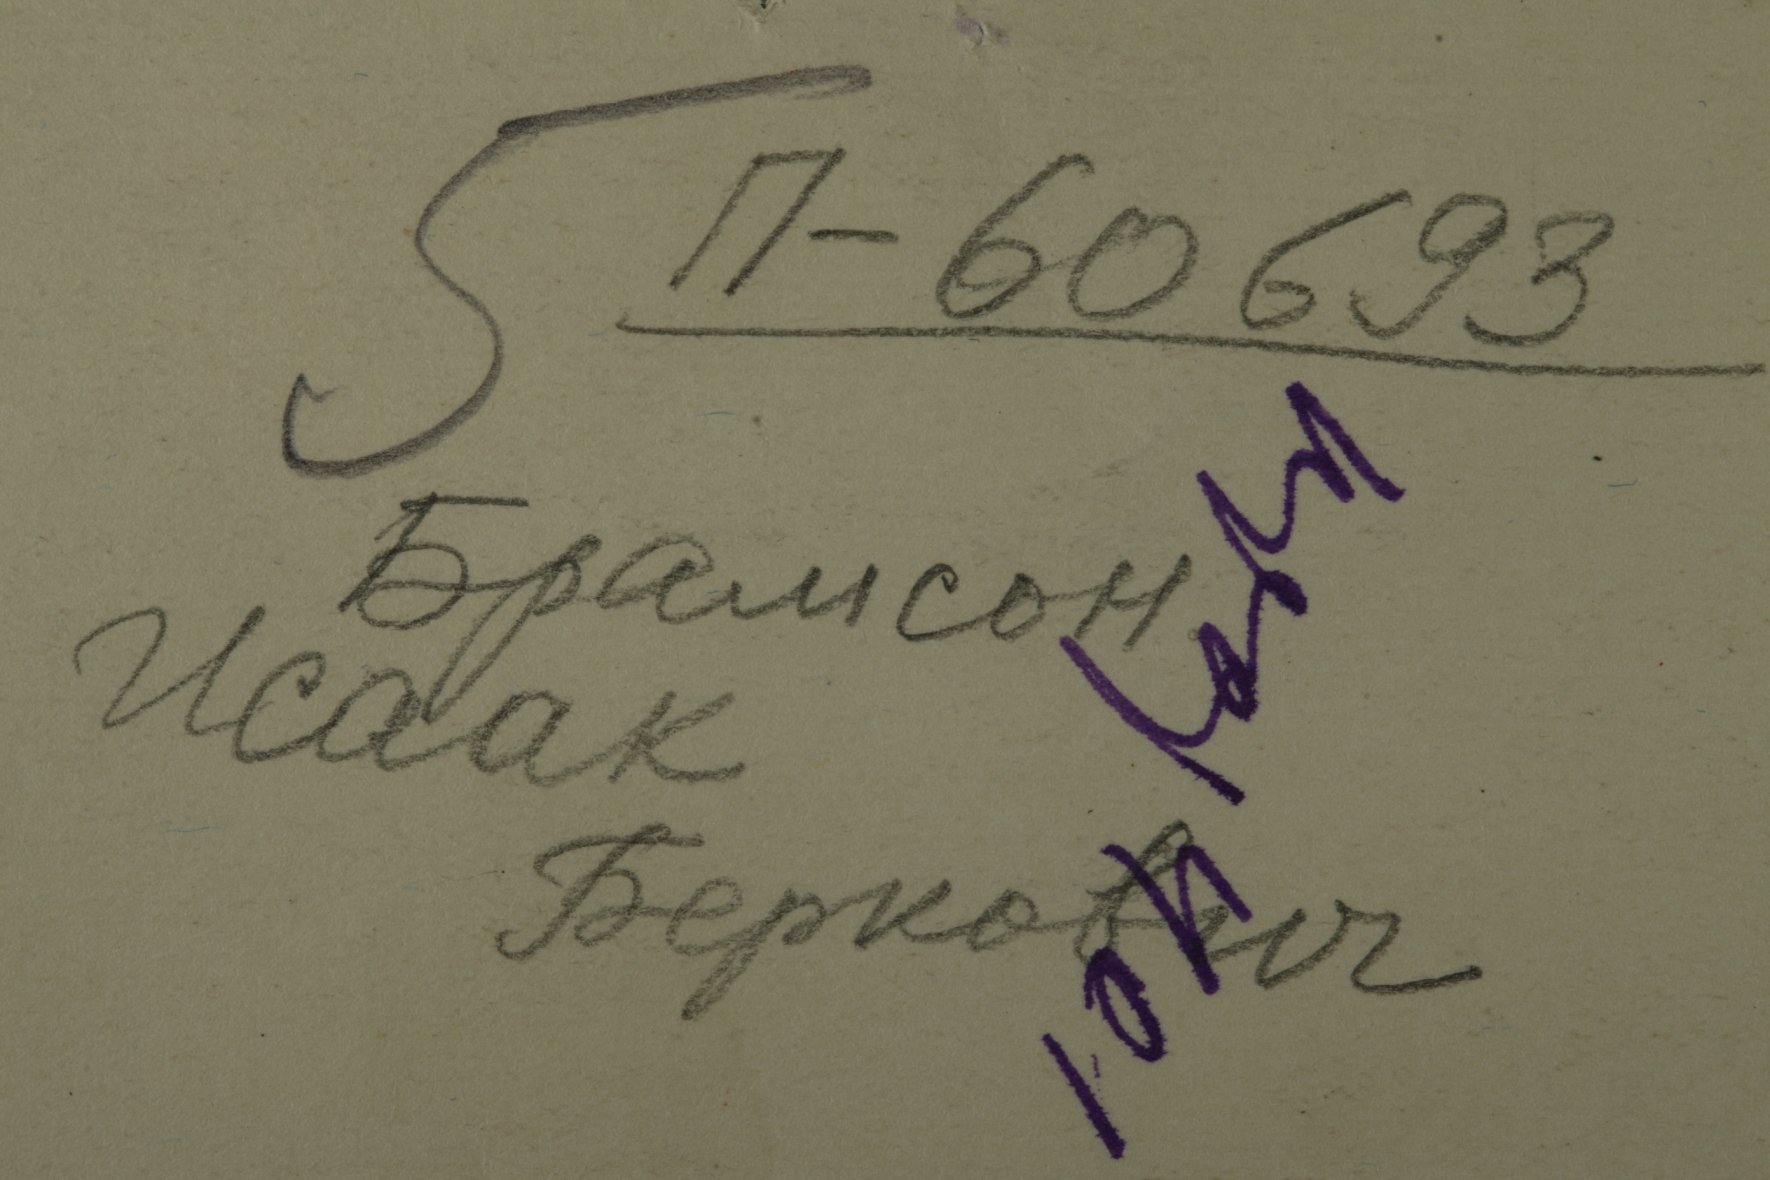 5
П-60693
Брамсон
Исаак
Беркович